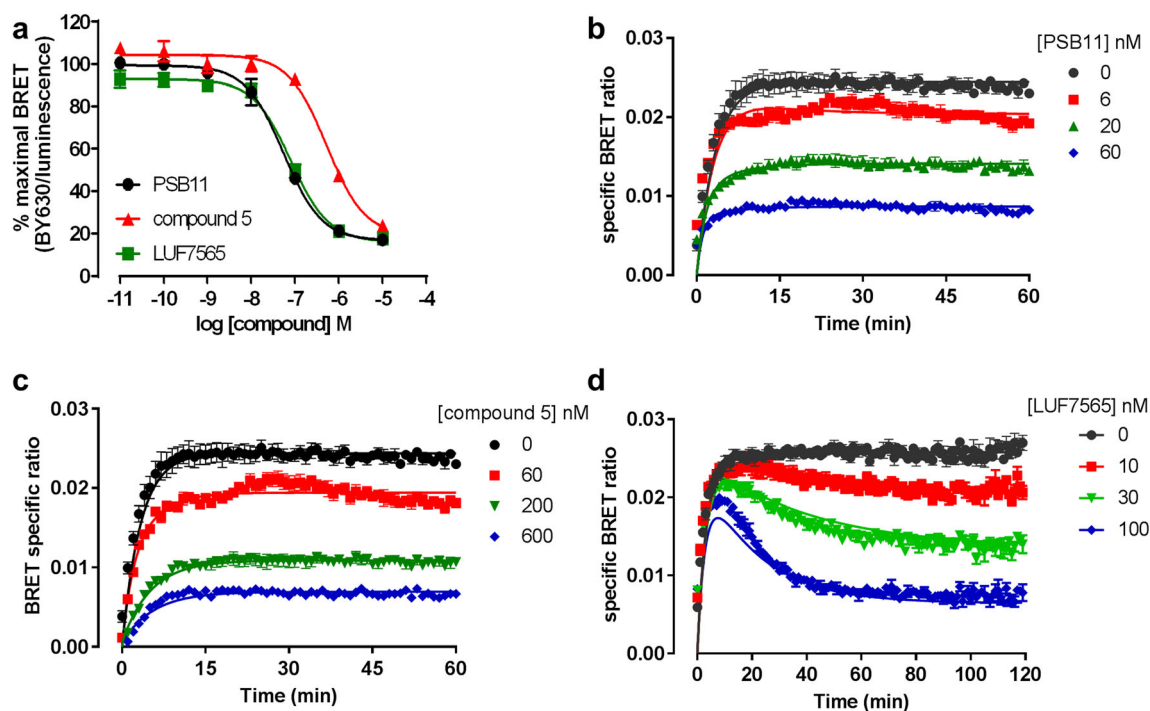 a
% maximal BRET
(BY630/luminescence)
120
100
80
60
40
20
0
PSB11
compound 5
LUF7565
-11 -10 -9 -8 -7 -6 -5 -4
log [compound] M
b
specific BRET ratio
0.03
0.02
0.01
0.00
[PSB11] nM
0
6
20
60
0 15 30 45 60
Time (min)
c
BRET specific ratio
0.03
0.02
0.01
0.00
[compound 5] nM
0
60
200
600
0 15 30 45 60
Time (min)
d
specific BRET ratio
0.03
0.02
0.01
0.00
[LUF7565] nM
0
10
30
100
0 20 40 60 80 100 120
Time (min)